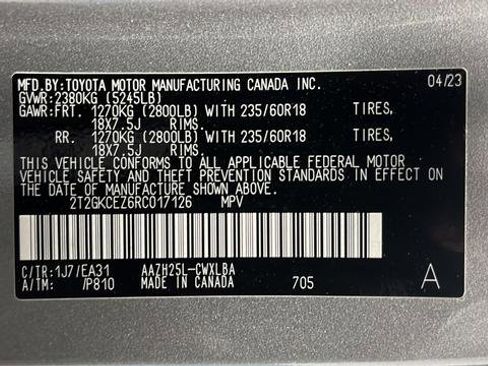 MFD.BY:TOYOTA MOTOR MANUFACTURING CANADA INC. 04/23
GVWR:2380KG (5245LB)
GAWR:FRT. 1270KG (2800LB) WITH 235/60R18 TIRES,
18X7.5J RIMS,
RR. 1270KG (2800LB) WITH 235/60R18 TIRES,
18X7.5J RIMS,
THIS VEHICLE CONFORMS TO ALL APPLICABLE FEDERAL MOTOR
VEHICLE SAFETY AND THEFT PREVENTION STANDARDS IN EFFECT ON THE
DATE OF MANUFACTURE SHOWN ABOVE.
2T2GKCEZ6RC017126 MPV
C/TR:1J7/EA31 AAZH25L-CWXLBA
A/TM: /P810 MADE IN CANADA 705 A